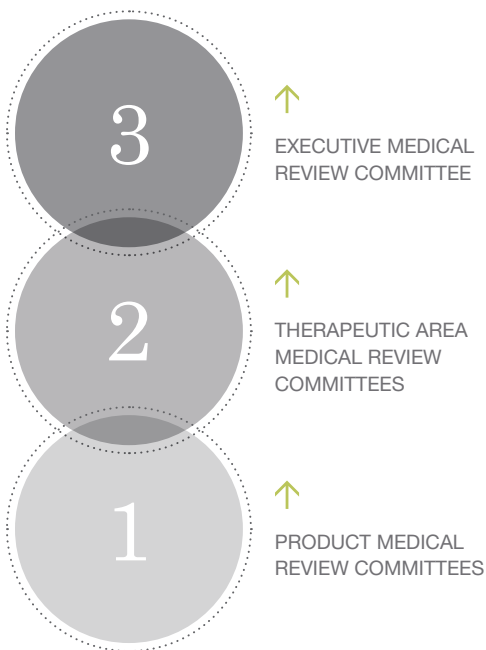 3
EXECUTIVE MEDICAL
REVIEW COMMITTEE
2
THERAPEUTIC AREA
MEDICAL REVIEW
COMMITTEES
1
PRODUCT MEDICAL
REVIEW COMMITTEES